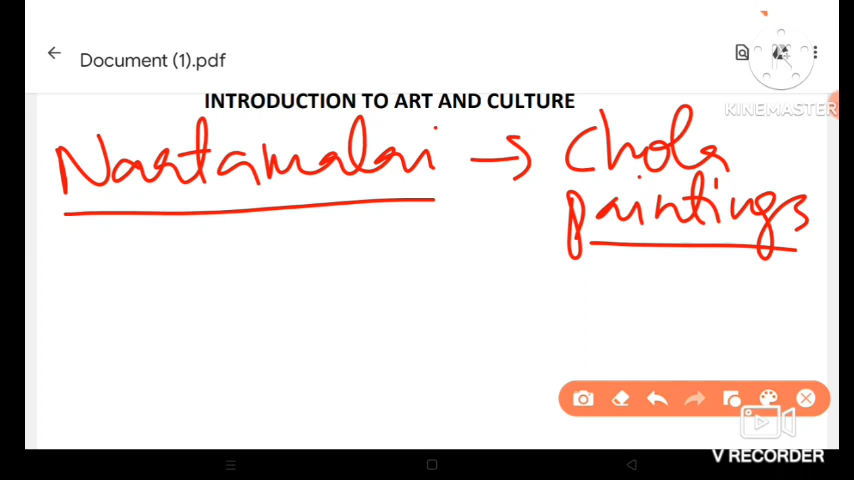 Document (1).pdf
KINEMASTER
INTRODUCTION TO ART AND CULTURE
Nartamalai → Chola
paintings
V RECORDER